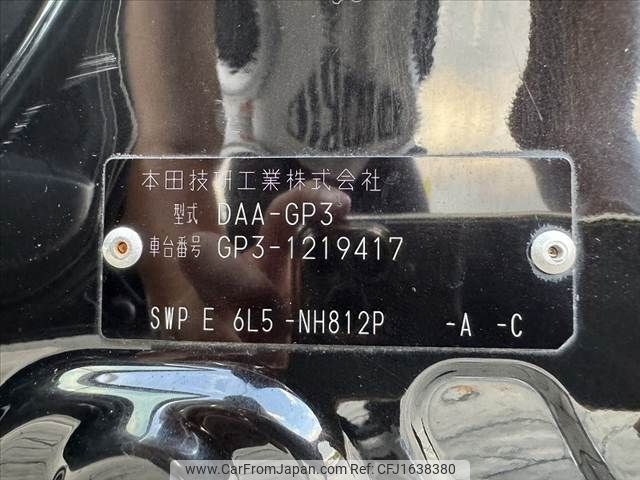 本田技研工業株式会社
型式 DAA-GP3
車台番号 GP3-1219417
SWP E 6L5 -NH812P -A -C
www.CarFromJapan.com Ref:CFJ1638380